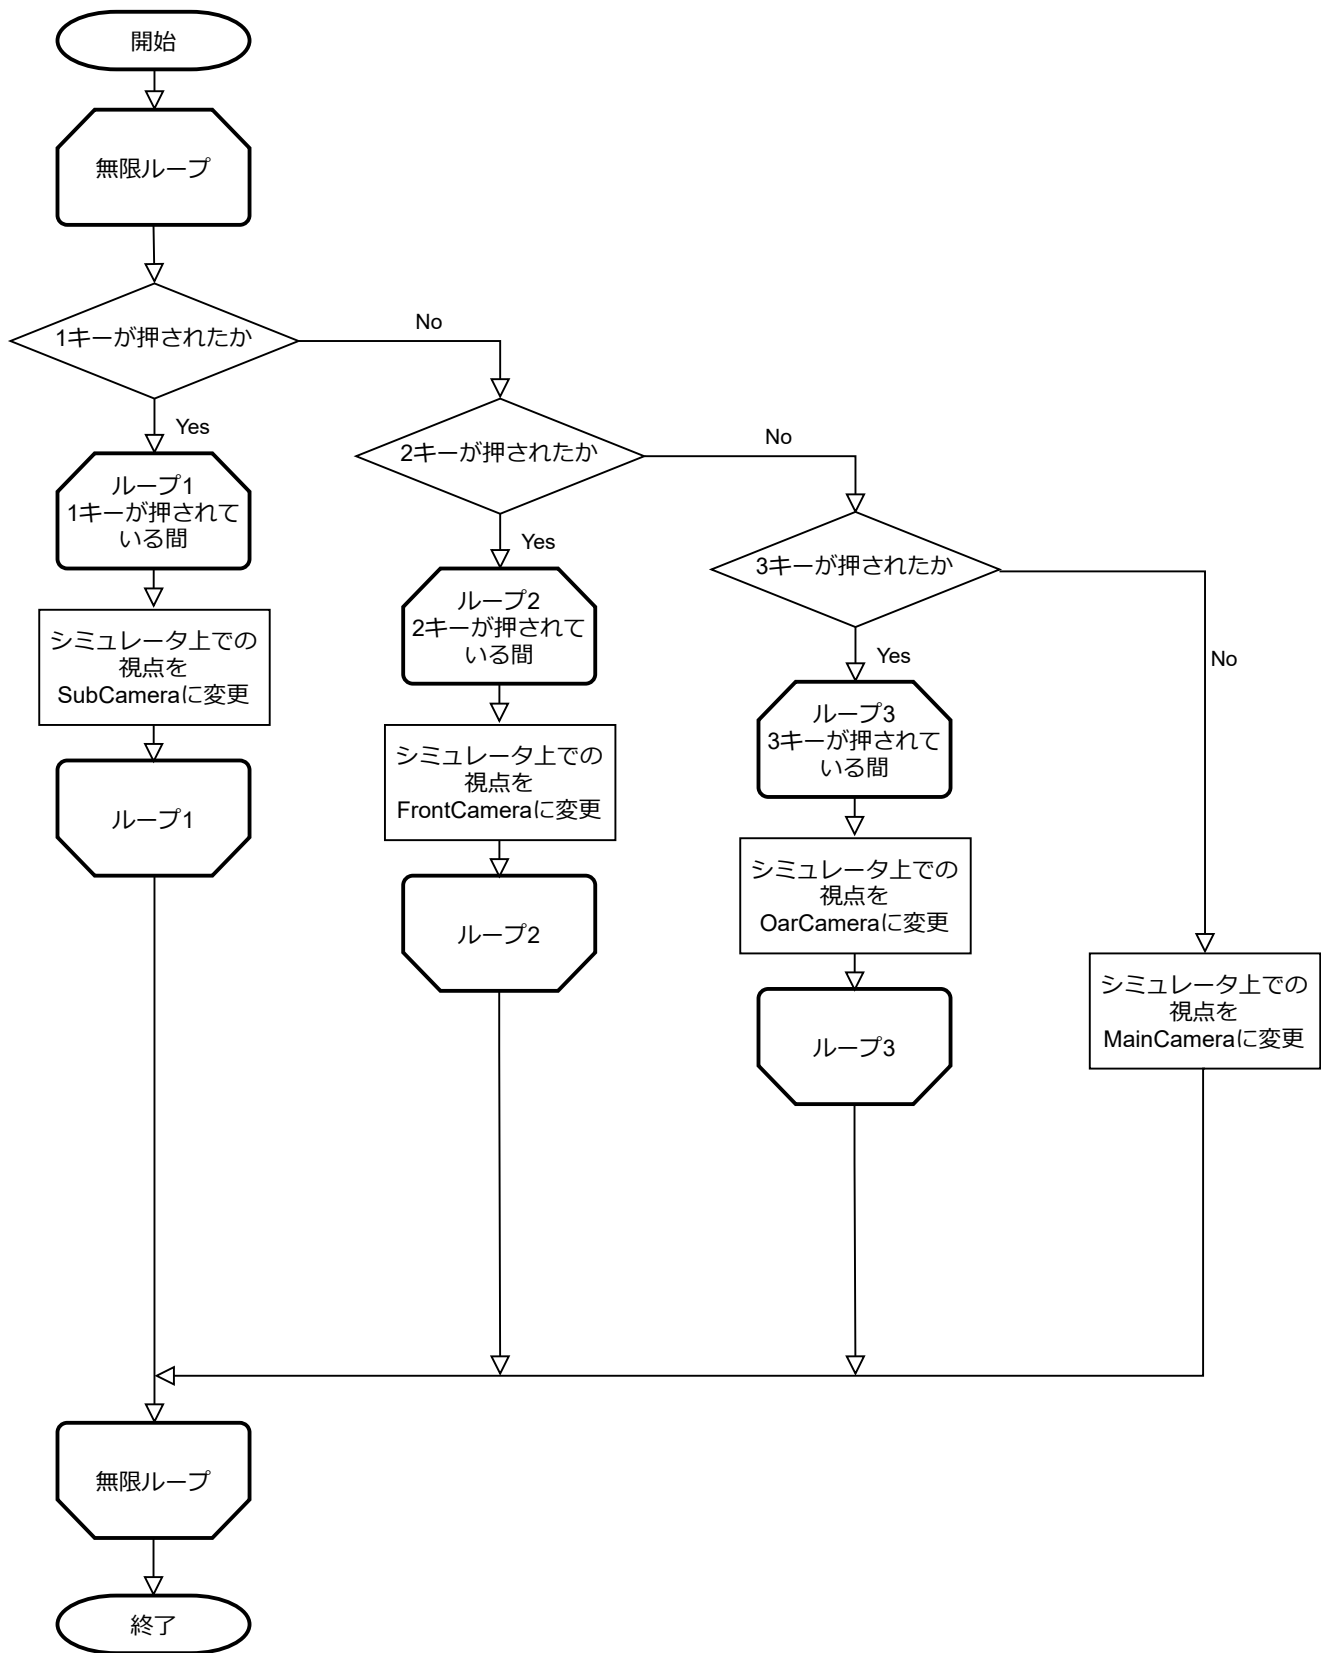 開始
無限ループ
1キーが押されたか
No
Yes
ループ1
1キーが押されて
いる間
シミュレータ上での
視点を
SubCameraに変更
ループ1
2キーが押されたか
No
Yes
ループ2
2キーが押されて
いる間
シミュレータ上での
視点を
FrontCameraに変更
ループ2
3キーが押されたか
No
Yes
ループ3
3キーが押されて
いる間
シミュレータ上での
視点を
OarCameraに変更
ループ3
シミュレータ上での
視点を
MainCameraに変更
無限ループ
終了